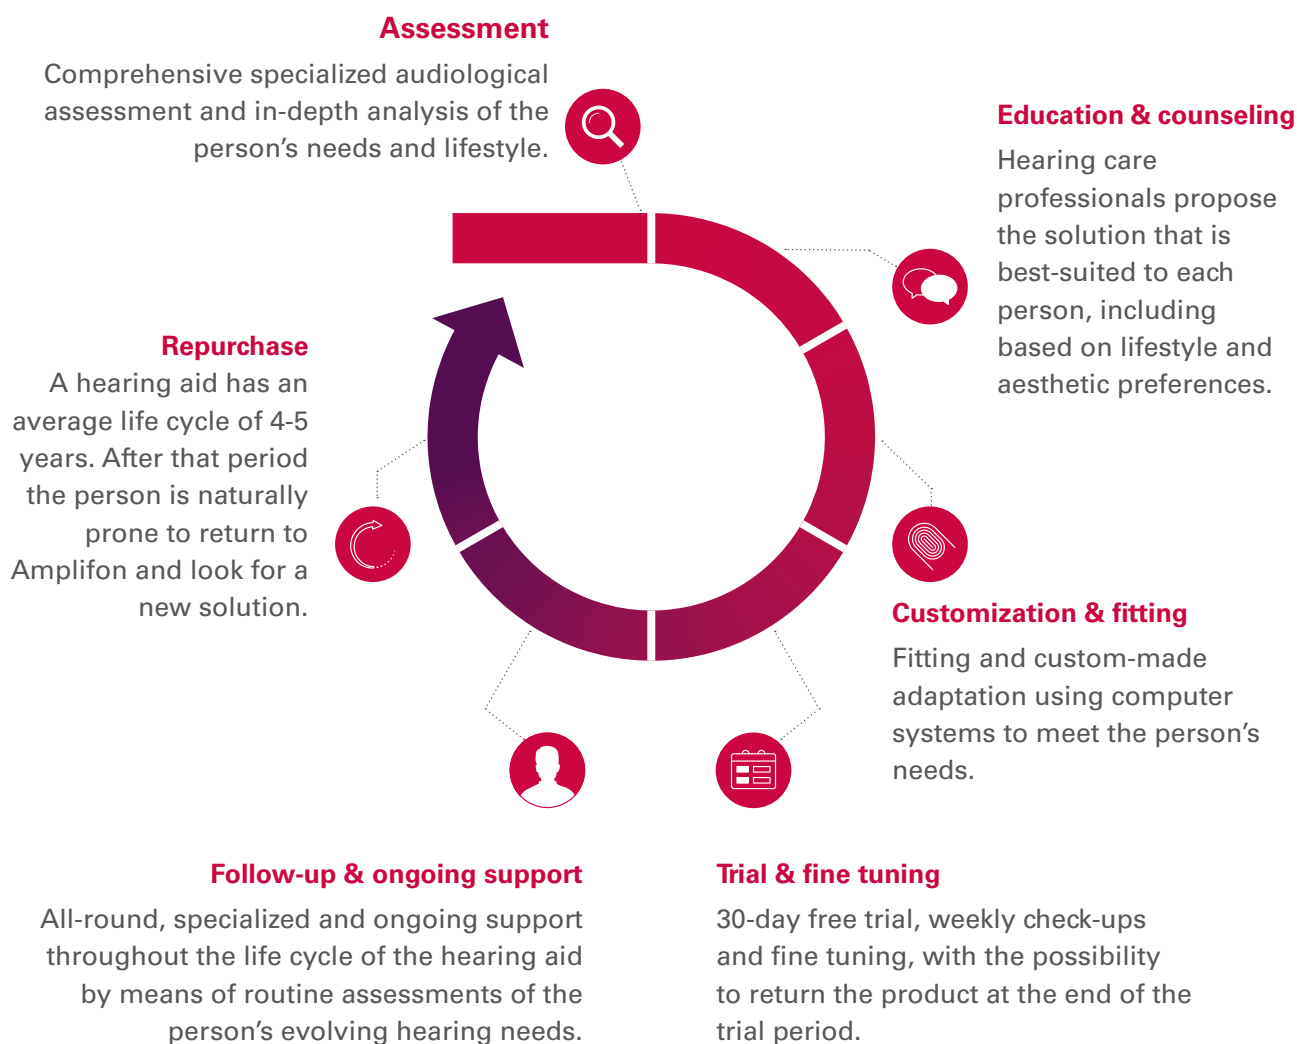 Assessment
Comprehensive specialized audiological
assessment and in-depth analysis of the
person’s needs and lifestyle.
Education & counseling
Hearing care
professionals propose
the solution that is
best-suited to each
person, including
based on lifestyle and
aesthetic preferences.
Customization & fitting
Fitting and custom-made
adaptation using computer
systems to meet the person’s
needs.
Trial & fine tuning
30-day free trial, weekly check-ups
and fine tuning, with the possibility
to return the product at the end of the
trial period.
Follow-up & ongoing support
All-round, specialized and ongoing support
throughout the life cycle of the hearing aid
by means of routine assessments of the
person’s evolving hearing needs.
Repurchase
A hearing aid has an
average life cycle of 4-5
years. After that period
the person is naturally
prone to return to
Amplifon and look for a
new solution.